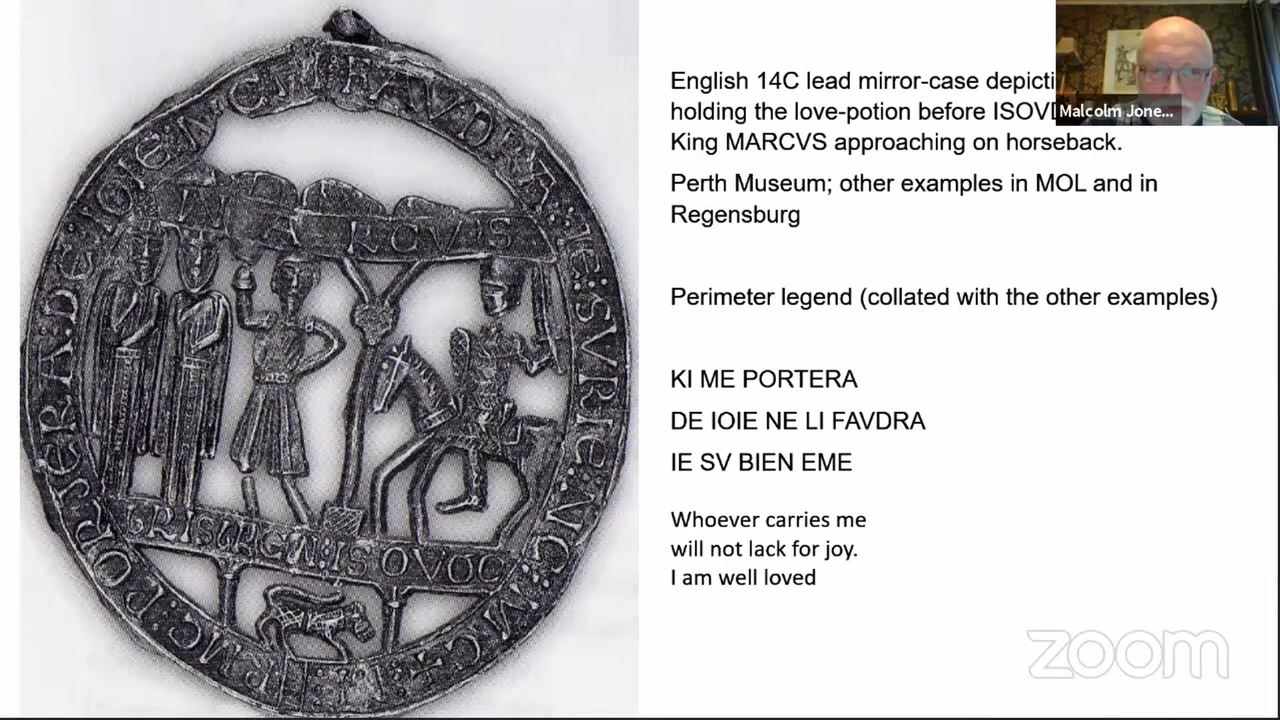 English 14C lead mirror-case depicti
holding the love-potion before ISOVD
King MARCVS approaching on horseback.
Perth Museum; other examples in MOL and in
Regensburg
Perimeter legend (collated with the other examples)
KI ME PORTERA
DE IOIE NE LI FAVDRA
IE SV BIEN EME
Whoever carries me
will not lack for joy.
I am well loved
Malcolm Jone...
zoom
ARCVS